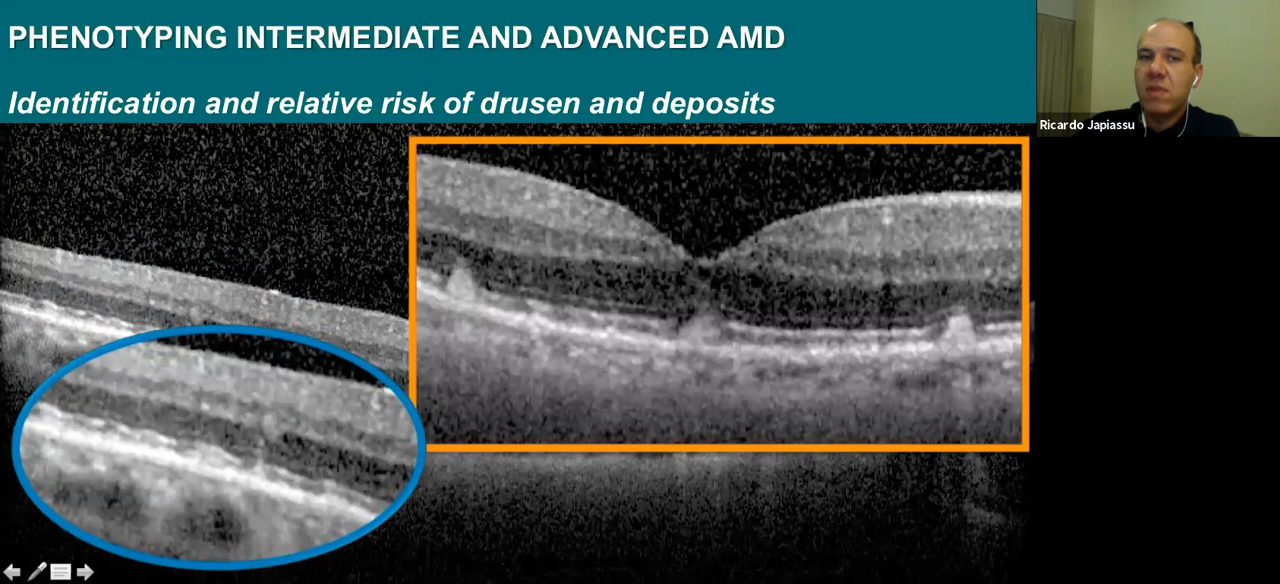 PHENOTYPING INTERMEDIATE AND ADVANCED AMD
Identification and relative risk of drusen and deposits
Ricardo Japiassu